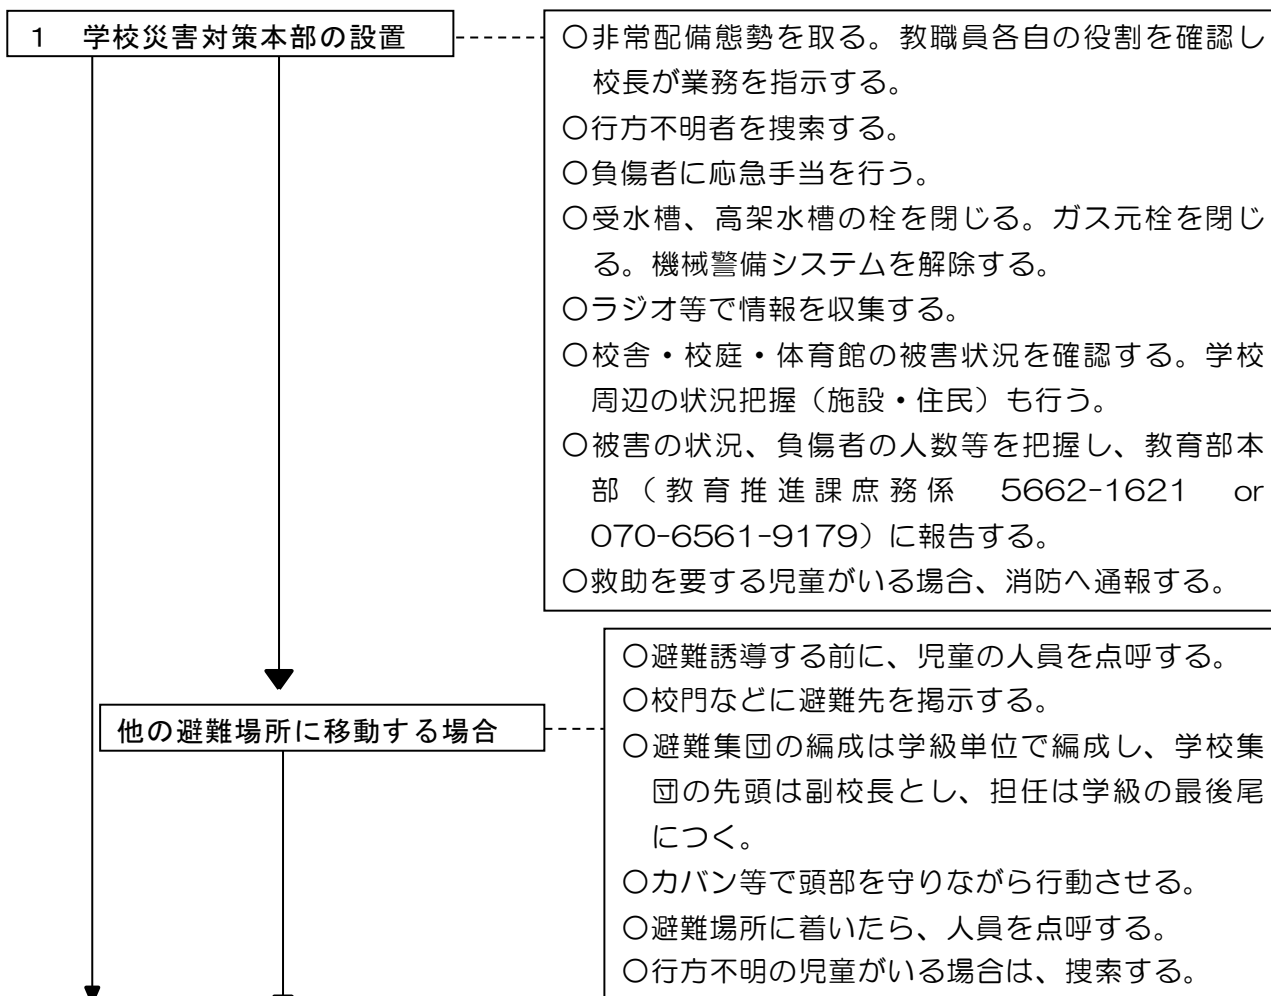 1 学校災害対策本部の設置
〇非常配備態勢を取る。教職員各自の役割を確認し
校長が業務を指示する。
〇行方不明者を捜索する。
〇負傷者に応急手当を行う。
〇受水槽、高架水槽の栓を閉じる。ガス元栓を閉じ
る。機械警備システムを解除する。
〇ラジオ等で情報を収集する。
〇校舎・校庭・体育館の被害状況を確認する。学校
周辺の状況把握（施設・住民）も行う。
〇被害の状況、負傷者の人数等を把握し、教育部本
部（教育推進課庶務係 5662-1621 or
070-6561-9179）に報告する。
〇救助を要する児童がいる場合、消防へ通報する。
他の避難場所に移動する場合
〇避難誘導する前に、児童の人員を点呼する。
〇校門などに避難先を掲示する。
〇避難集団の編成は学級単位で編成し、学校集
団の先頭は副校長とし、担任は学級の最後尾
につく。
〇カバン等で頭部を守りながら行動させる。
〇避難場所に着いたら、人員を点呼する。
〇行方不明の児童がいる場合は、捜索する。